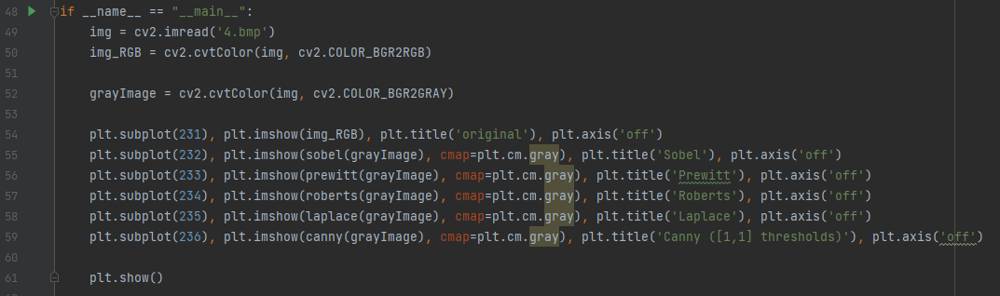 48 if __name__ == "__main__":
49     img = cv2.imread('4.bmp')
50     img_RGB = cv2.cvtColor(img, cv2.COLOR_BGR2RGB)
51
52     grayImage = cv2.cvtColor(img, cv2.COLOR_BGR2GRAY)
53
54     plt.subplot(231), plt.imshow(img_RGB), plt.title('original'), plt.axis('off')
55     plt.subplot(232), plt.imshow(sobel(grayImage), cmap=plt.cm.gray), plt.title('Sobel'), plt.axis('off')
56     plt.subplot(233), plt.imshow(prewitt(grayImage), cmap=plt.cm.gray), plt.title('Prewitt'), plt.axis('off')
57     plt.subplot(234), plt.imshow(roberts(grayImage), cmap=plt.cm.gray), plt.title('Roberts'), plt.axis('off')
58     plt.subplot(235), plt.imshow(laplace(grayImage), cmap=plt.cm.gray), plt.title('Laplace'), plt.axis('off')
59     plt.subplot(236), plt.imshow(canny(grayImage), cmap=plt.cm.gray), plt.title('Canny ([1,1] thresholds)'), plt.axis('off')
60
61     plt.show()